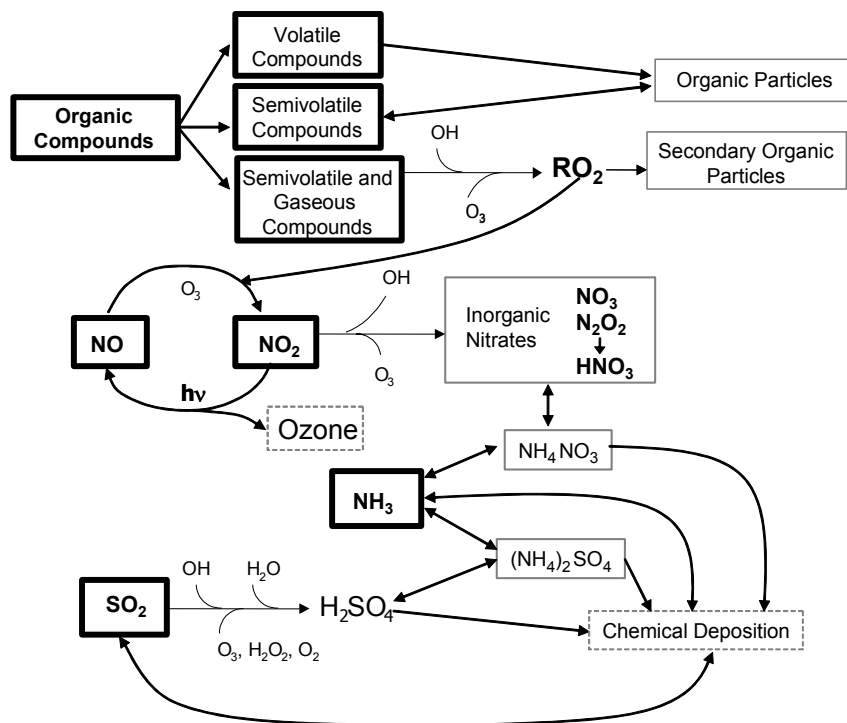 Volatile
Compounds
Organic Particles
Organic
Compounds
Semivolatile
Compounds
OH
Semivolatile and
Gaseous
Compounds
O₃
RO₂
Secondary Organic
Particles
O₃
OH
NO
NO₂
O₃
Inorganic
Nitrates
NO₃
N₂O₂
HNO₃
hν
Ozone
NH₄NO₃
NH₃
(NH₄)₂SO₄
OH
H₂O
SO₂
H₂SO₄
O₃, H₂O₂, O₂
Chemical Deposition